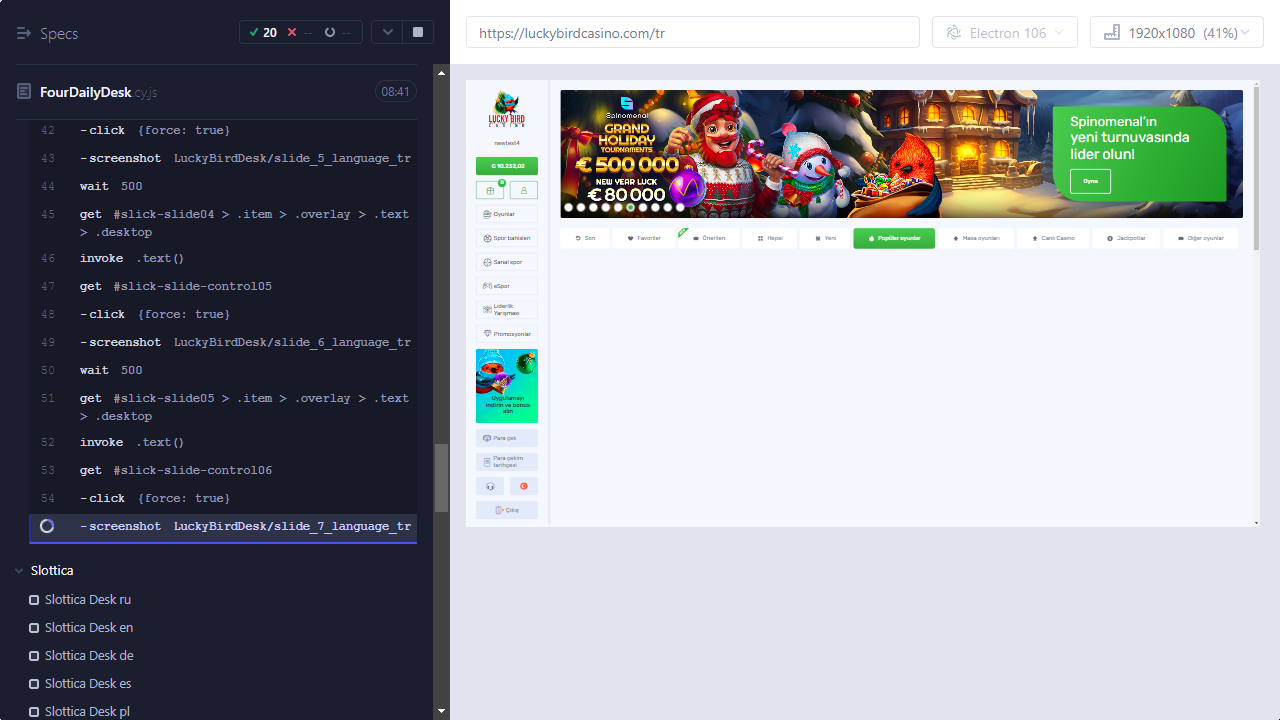 Specs
20
--
--
FourDailyDesk.cy.js
08:41
42 -click {force: true}
43 -screenshot LuckyBirdDesk/slide_5_language_tr
44 wait 500
45 get #slick-slide04 > .item > .overlay > .text
> .desktop
46 invoke .text()
47 get #slick-slide-control05
48 -click {force: true}
49 -screenshot LuckyBirdDesk/slide_6_language_tr
50 wait 500
51 get #slick-slide05 > .item > .overlay > .text
> .desktop
52 invoke .text()
53 get #slick-slide-control06
54 -click {force: true}
-screenshot LuckyBirdDesk/slide_7_language_tr
Slottica
Slottica Desk ru
Slottica Desk en
Slottica Desk de
Slottica Desk es
Slottica Desk pl
https://luckybirdcasino.com/tr
Electron 106
1920x1080 (41%)
LUCKY BIRD
CASINO
newtest4
€ 10.232,02
Oyunlar
Spor bahisleri
Sanal spor
eSpor
Liderlik
Yarışması
Promosyonlar
Uygulamayı
indirin ve bonus
alın
Para çek
Para çekim
tarihçesi
Çıkış
Spinomenal
GRAND
HOLIDAY
TOURNAMENTS
€ 500 000
NEW YEAR LUCK
€ 80 000
Spinomenal'ın
yeni turnuvasında
lider olun!
Oyna
Son
Favoriler
Önerilen
Hepsi
Yeni
Popüler oyunlar
Masa oyunları
Canlı Casino
Jackpotlar
Diğer oyunlar